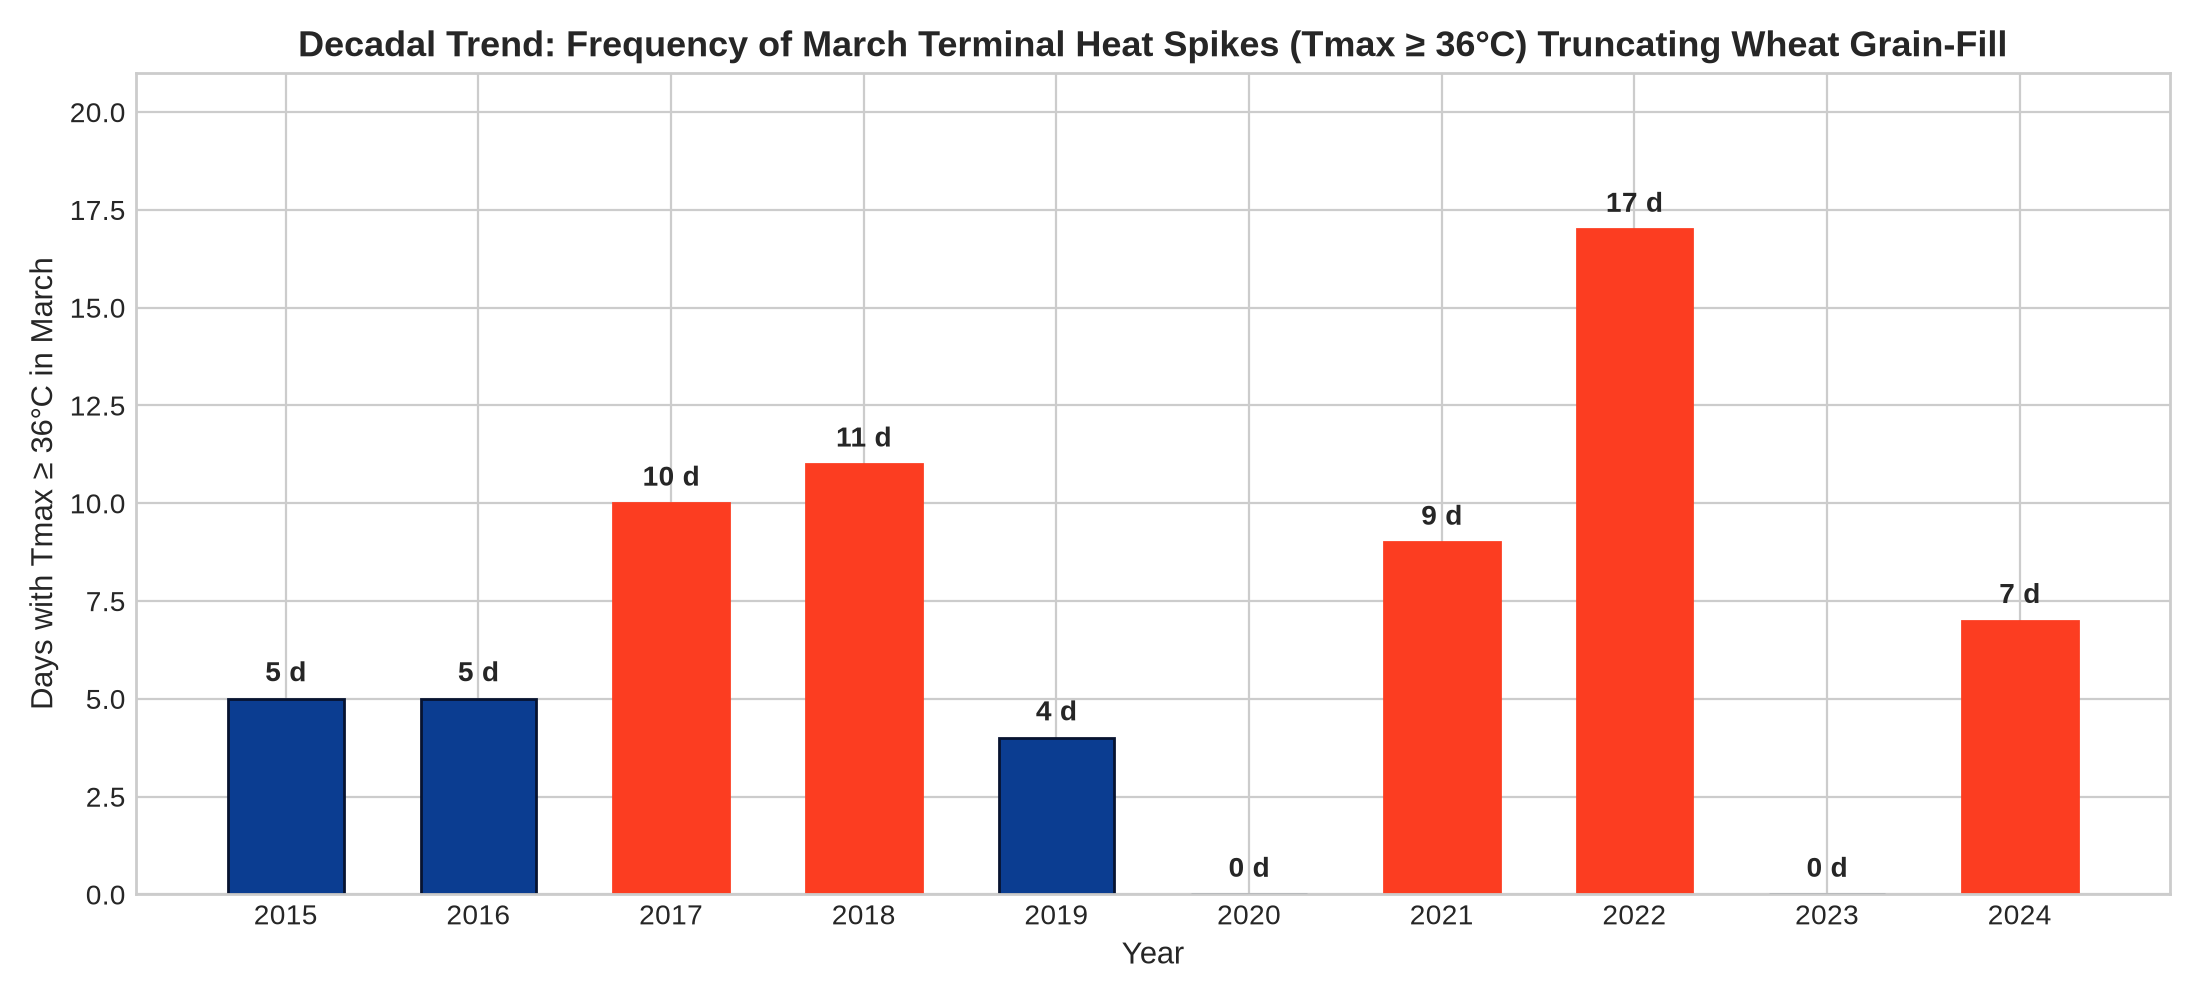 Decadal Trend: Frequency of March Terminal Heat Spikes (Tmax ≥ 36°C) Truncating Wheat Grain-Fill
Days with Tmax ≥ 36°C in March
20.0
17.5
15.0
12.5
10.0
7.5
5.0
2.5
0.0
5 d
5 d
10 d
11 d
4 d
0 d
9 d
17 d
0 d
7 d
2015
2016
2017
2018
2019
2020
2021
2022
2023
2024
Year